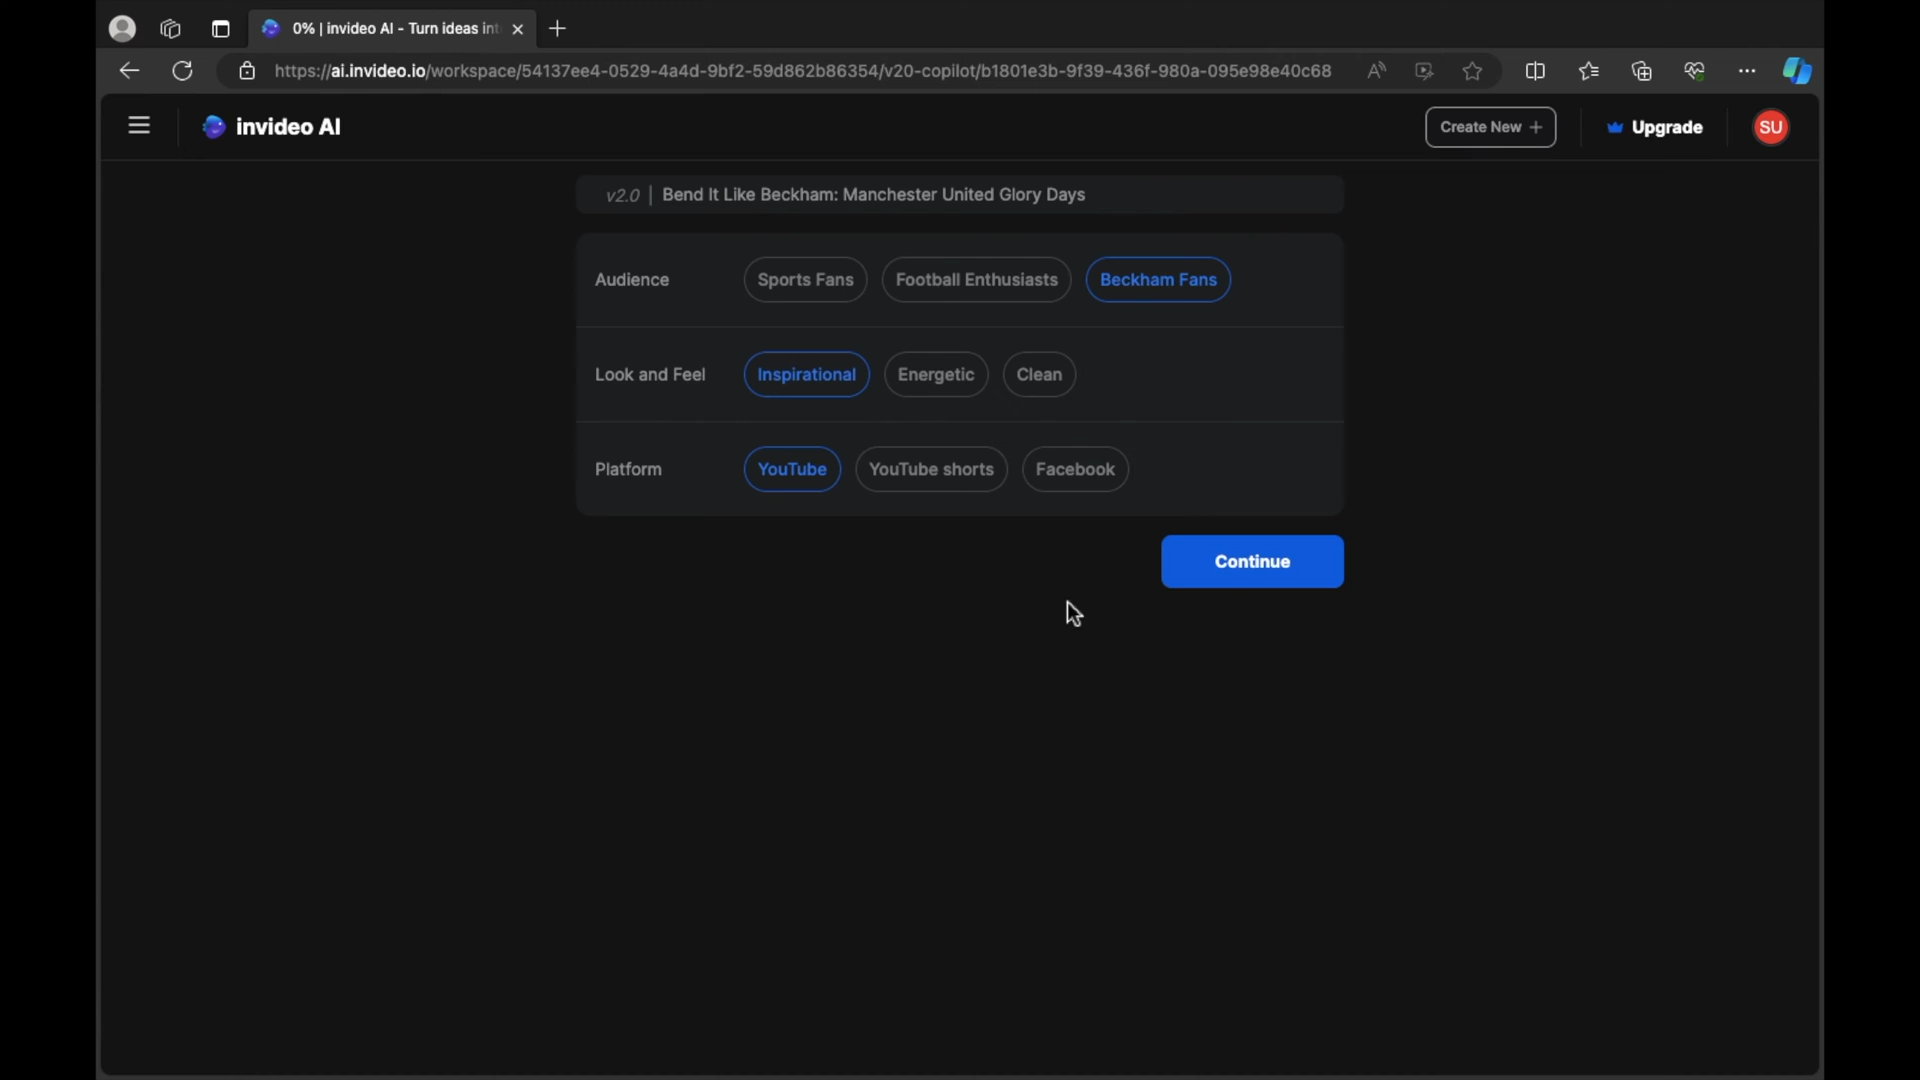 0% | invideo AI - Turn ideas int
https://ai.invideo.io/workspace/54137ee4-0529-4a4d-9bf2-59d862b86354/v20-copilot/b1801e3b-9f39-436f-980a-095e98e40c68
invideo AI
Create New +
Upgrade
SU
v2.0 | Bend It Like Beckham: Manchester United Glory Days
Audience Sports Fans Football Enthusiasts Beckham Fans
Look and Feel Inspirational Energetic Clean
Platform YouTube YouTube shorts Facebook
Continue